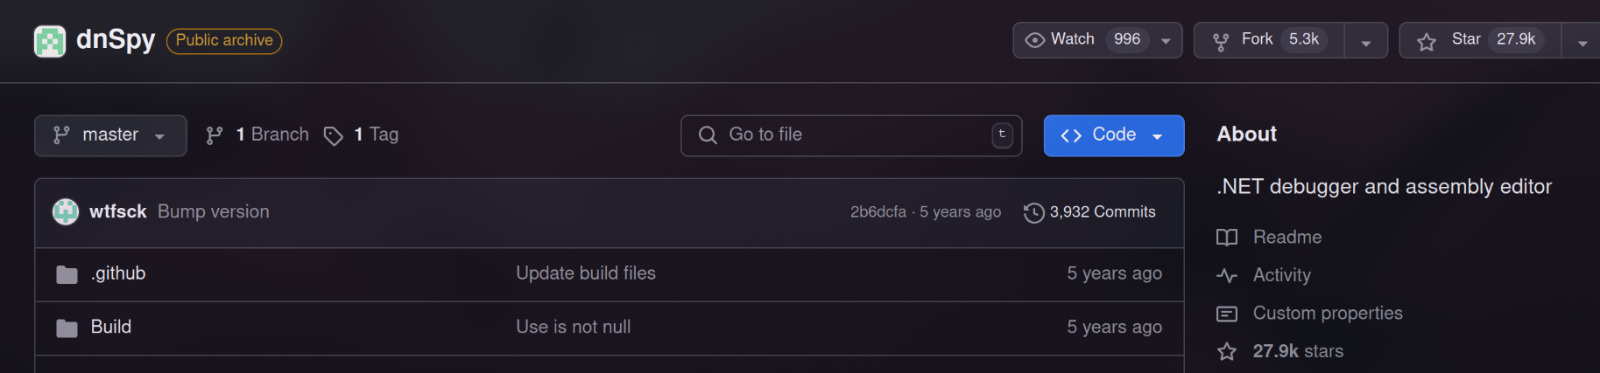 dnSpy Public archive Watch 996 Fork 5.3k Star 27.9k
master 1 Branch 1 Tag Go to file t Code
wtfsck Bump version 2b6dcfa · 5 years ago 3,932 Commits
.github Update build files 5 years ago
Build Use is not null 5 years ago
About
.NET debugger and assembly editor
Readme
Activity
Custom properties
27.9k stars